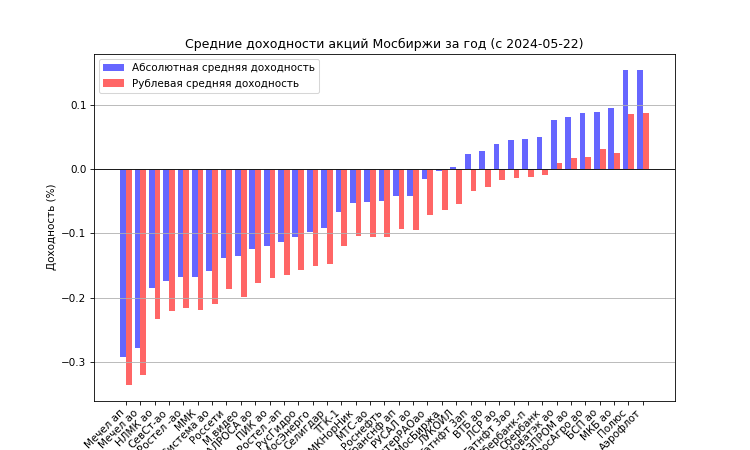 Средние доходности акций Мосбиржи за год (с 2024-05-22)
Абсолютная средняя доходность
Рублевая средняя доходность
Доходность (%)
0.1
0.0
−0.1
−0.2
−0.3
Мечел ап
Мечел ао
НЛМК ао
СевСт-ао
Ростел -ао
ММК
Система ао
Россети
М.видео
АЛРОСА ао
ПИК ао
Ростел -ап
РусГидро
МосЭнерго
Селигдар
ТГК-1
ГМКНорНик
МТС-ао
Роснефть
Транснф ап
РУСАЛ ао
ИнтерРАОао
МосБиржа
ЛУКОЙЛ
Татнфт 3ап
ВТБ ао
ЛСР ао
Татнфт 3ао
Сбербанк-п
Сбербанк
ао
ао
РосАгро ао
БСП ао
МКБ ао
Полюс
Аэрофлот